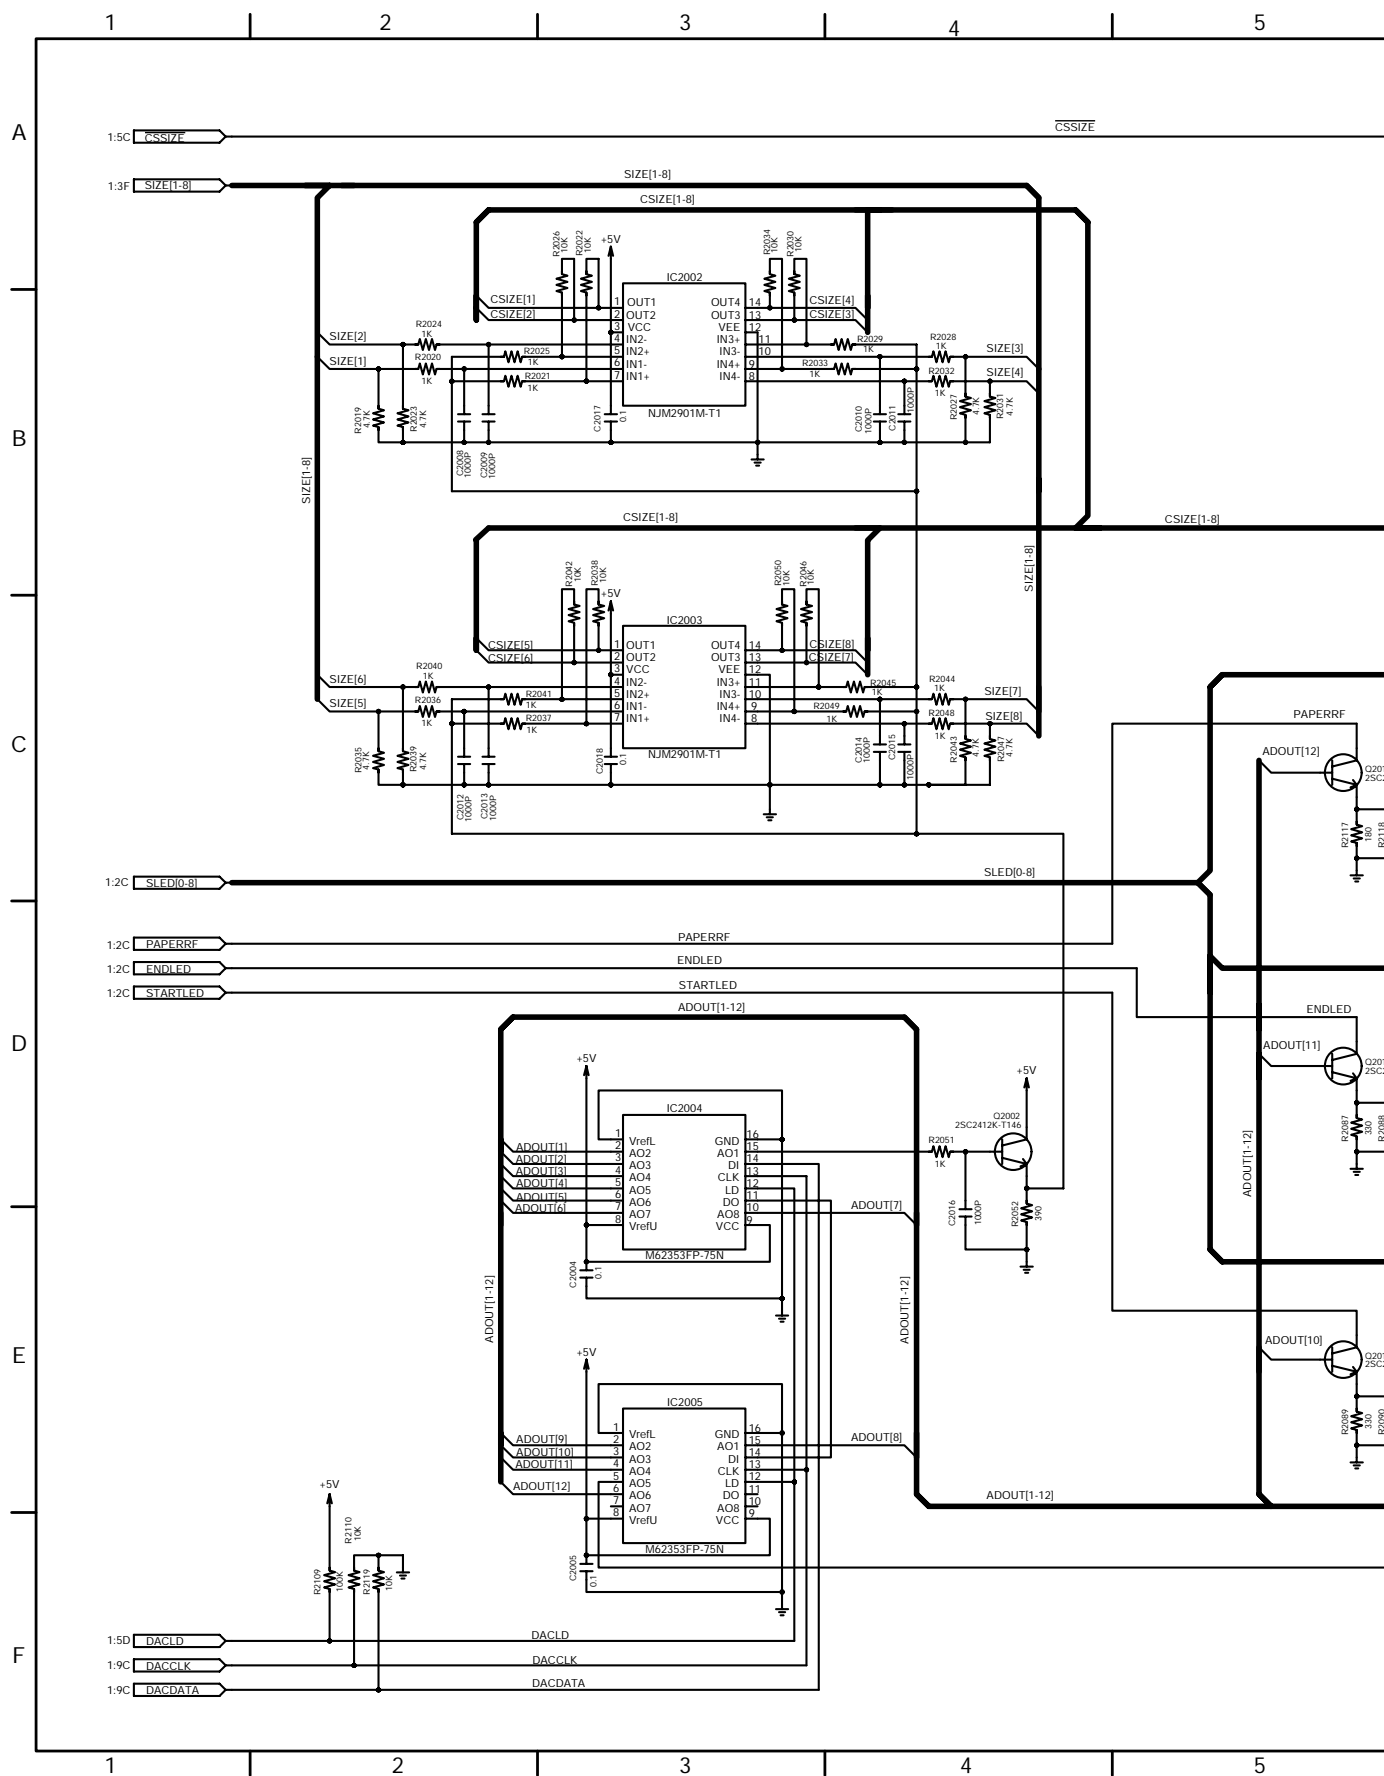 1 2 3 4 5
A
1:5C CSSIZE CSSIZE
1:3F SIZE[1-8] SIZE[1-8]
CSIZE[1-8]
R2026 10K R2022 10K +5V R2034 10K R2030 10K
IC2002
CSIZE[1] 1 OUT1 OUT4 14 CSIZE[4]
CSIZE[2] 2 OUT2 OUT3 13 CSIZE[3]
3 VCC VEE 12
SIZE[2] R2024 1K 4 IN2- IN3+ 11 R2029 1K R2028 1K SIZE[3]
R2025 1K 5 IN2+ IN3- 10
SIZE[1] R2020 1K 6 IN1- IN4+ 9 R2033 1K R2032 1K SIZE[4]
R2021 1K 7 IN1+ IN4- 8
NJM2901M-T1
R2019 4.7K R2023 4.7K C2008 1000P C2009 1000P C2017 0.1 C2010 1000P C2011 1000P R2027 4.7K R2031 4.7K
B
SIZE[1-8]
CSIZE[1-8] CSIZE[1-8]
SIZE[1-8]
R2042 10K R2038 10K +5V R2050 10K R2046 10K
IC2003
CSIZE[5] 1 OUT1 OUT4 14 CSIZE[8]
CSIZE[6] 2 OUT2 OUT3 13 CSIZE[7]
3 VCC VEE 12
SIZE[6] R2040 1K 4 IN2- IN3+ 11 R2045 1K R2044 1K SIZE[7]
R2041 1K 5 IN2+ IN3- 10
SIZE[5] R2036 1K 6 IN1- IN4+ 9 R2049 1K R2048 1K SIZE[8]
R2037 1K 7 IN1+ IN4- 8
NJM2901M-T1
R2035 4.7K R2039 4.7K C2012 1000P C2013 1000P C2018 0.1 C2014 1000P C2015 1000P R2043 4.7K R2047 4.7K
C
PAPERRF
ADOUT[12]
R2117 180 R2118
1:2C SLED[0-8] SLED[0-8]
1:2C PAPERRF PAPERRF
1:2C ENDLED ENDLED
1:2C STARTLED STARTLED
ADOUT[1-12]
ENDLED
D
ADOUT[11]
R2087 330 R2088
ADOUT[1-12]
+5V +5V
IC2004
Q2002
2SC2412K-T146
1 VrefL GND 16
ADOUT[1] 2 AO2 AO1 15 R2051 1K
ADOUT[2] 3 AO3 DI 14
ADOUT[3] 4 AO4 CLK 13
ADOUT[4] 5 AO5 LD 12
ADOUT[5] 6 AO6 DO 11
ADOUT[6] 7 AO7 AO8 10 ADOUT[7]
8 VrefU VCC 9
M62353FP-75N
C2016 1000P R2052 390
C2004 0.1
ADOUT[1-12] ADOUT[1-12]
E
ADOUT[10]
R2089 330 R2090
+5V
IC2005
1 VrefL GND 16
ADOUT[9] 2 AO2 AO1 15 ADOUT[8]
ADOUT[10] 3 AO3 DI 14
ADOUT[11] 4 AO4 CLK 13
5 AO5 LD 12
ADOUT[12] 6 AO6 DO 11
7 AO7 AO8 10
8 VrefU VCC 9
M62353FP-75N
C2005 0.1
ADOUT[1-12]
+5V
R2110 10K
R2109 100K R2119 10K
F
1:5D DACLD DACLD
1:9C DACCLK DACCLK
1:9C DACDATA DACDATA
1 2 3 4 5